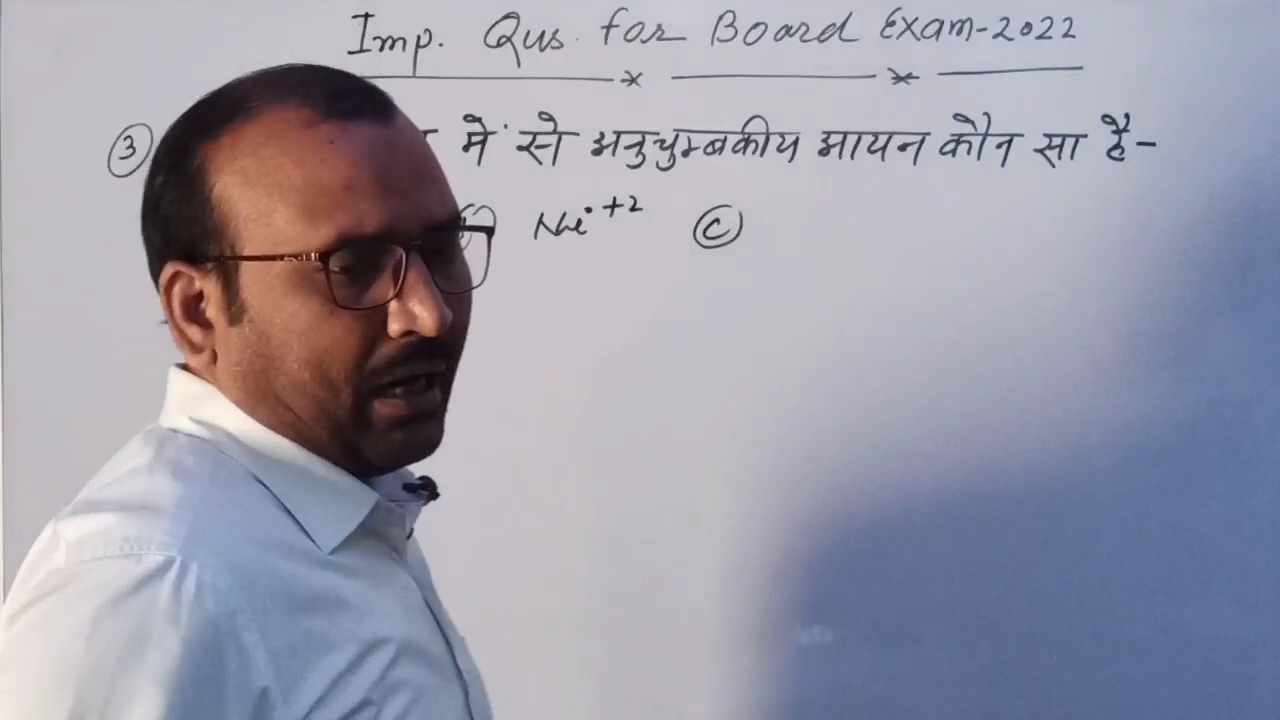 Imp. Qus. for Board Exam-2022
③ में से अनुचुम्बकीय आयन कौन सा है-
Ni +2 Ⓒ